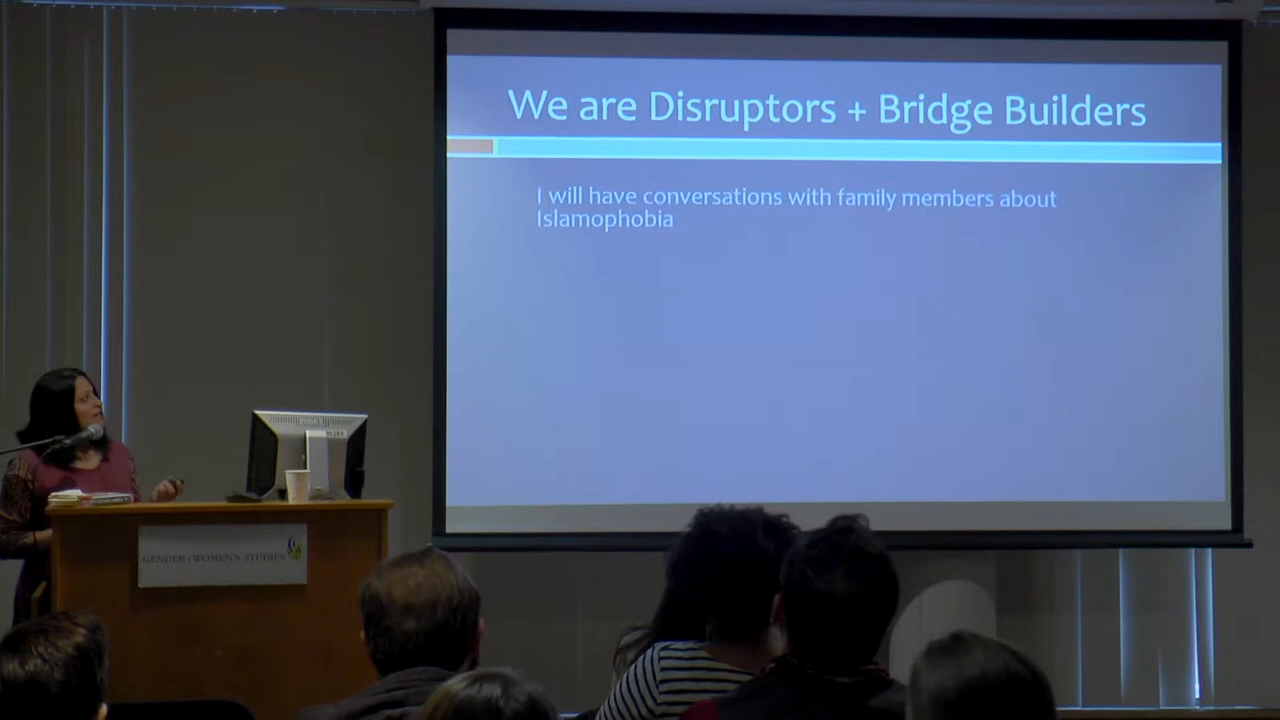 We are Disruptors + Bridge Builders
I will have conversations with family members about
Islamophobia
GENDER + WOMEN'S STUDIES